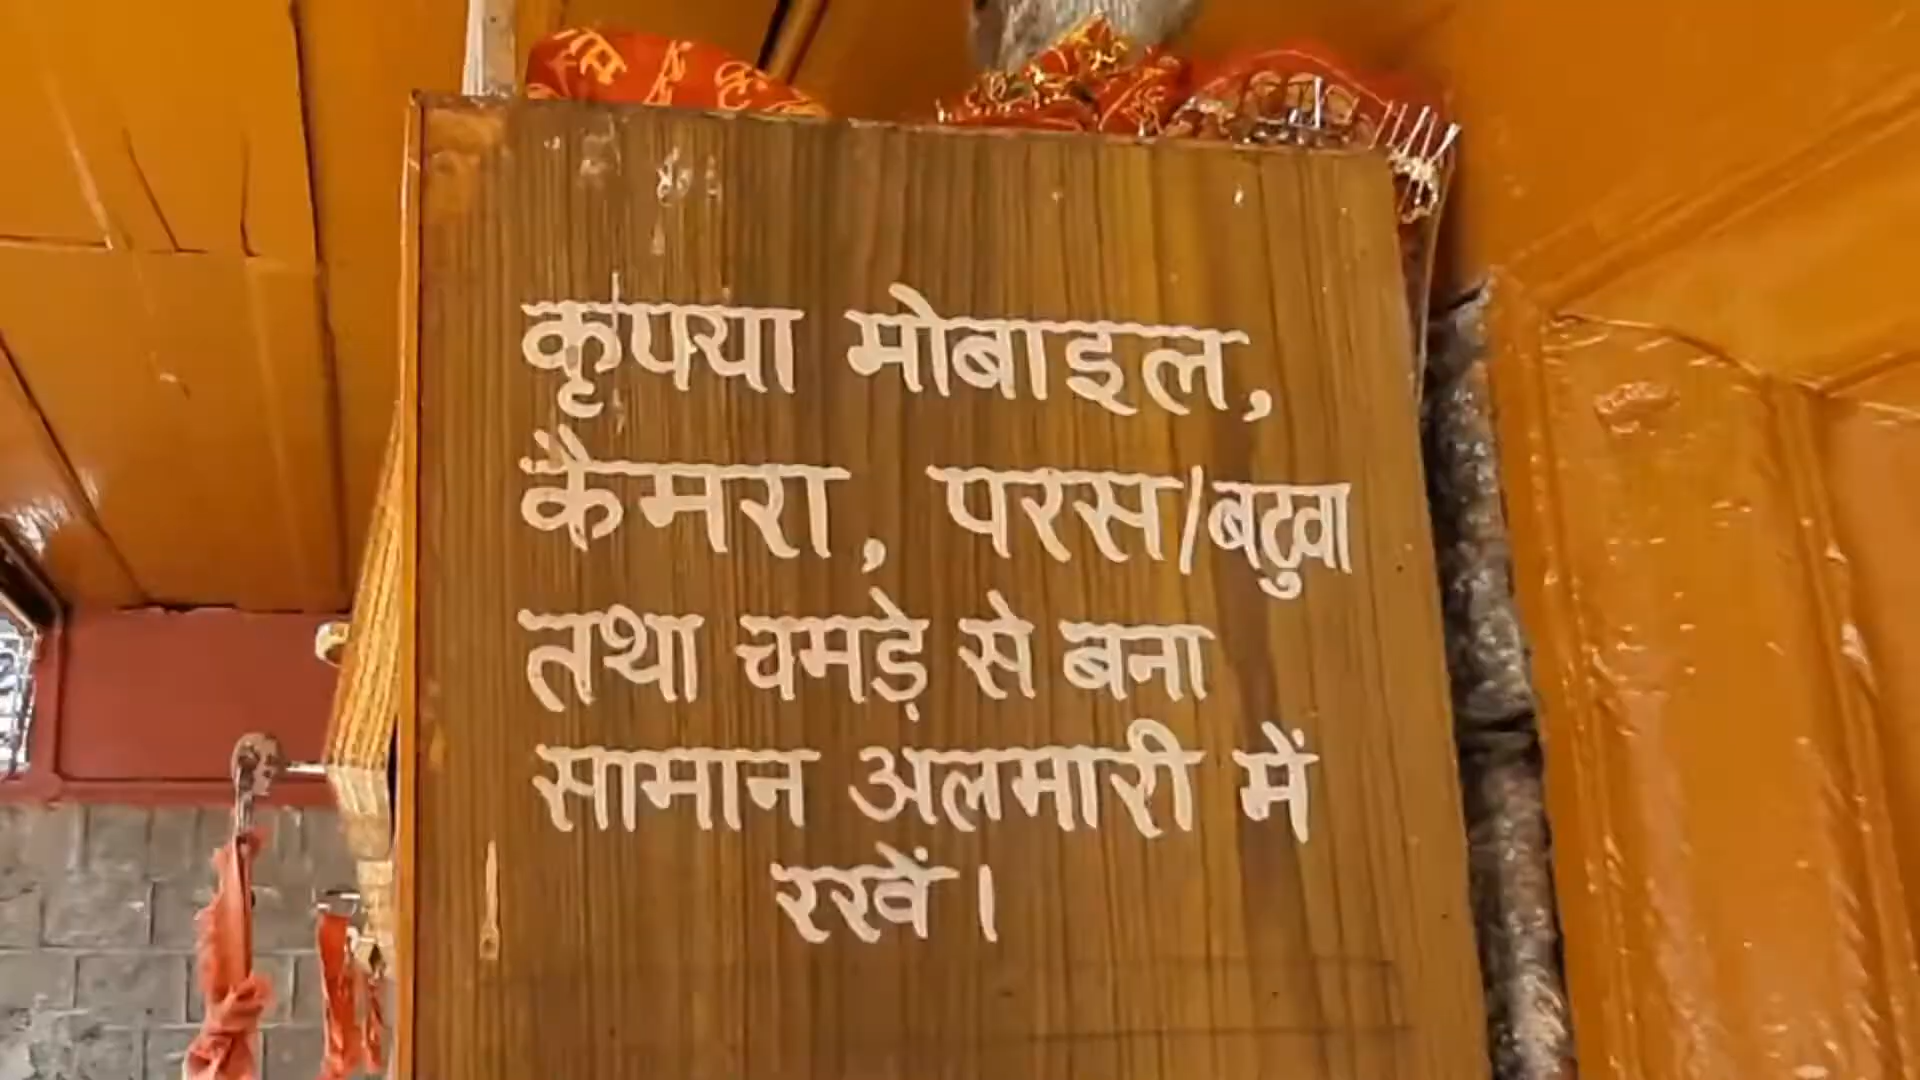 कृपया मोबाइल,
कैमरा, परस/बटुवा
तथा चमड़े से बना
सामान अलमारी में
रखें।